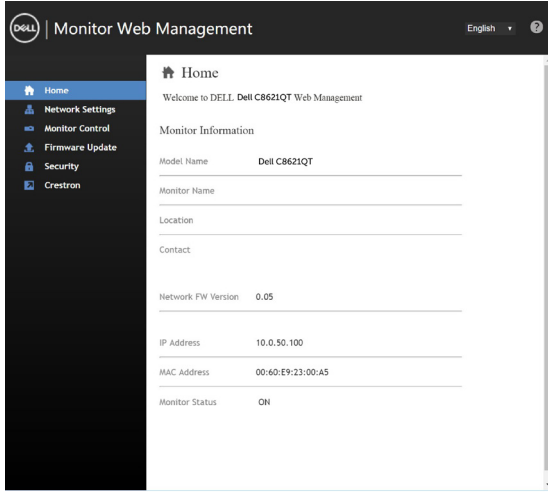 DELL | Monitor Web Management
English
?
Home
Network Settings
Monitor Control
Firmware Update
Security
Crestron
Home
Welcome to DELL Dell C8621QT Web Management
Monitor Information
Model Name Dell C8621QT
Monitor Name
Location
Contact
Network FW Version 0.05
IP Address 10.0.50.100
MAC Address 00:60:E9:23:00:A5
Monitor Status ON